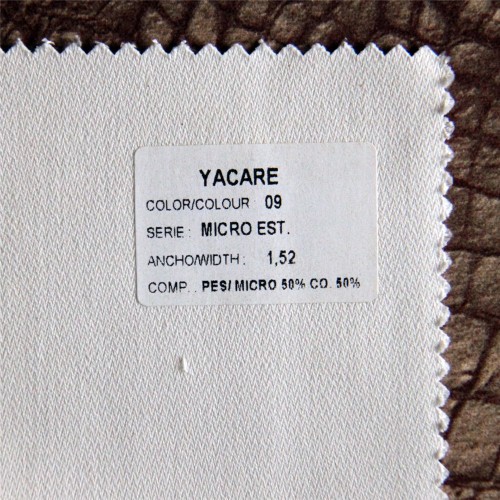 YACARE
COLOR/COLOUR 09
SERIE: MICRO EST.
ANCHO/WIDTH: 1,52
COMP.. PES/ MICRO 50% CO. 50%